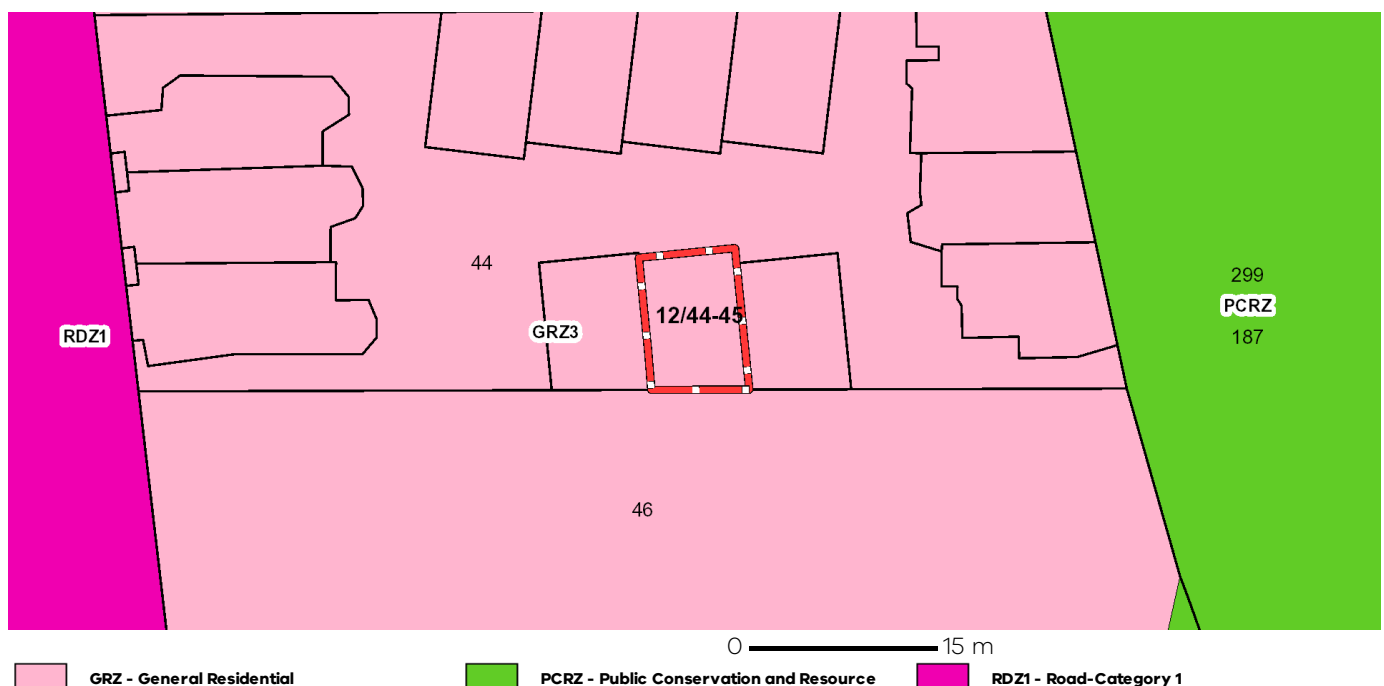 44
299
PCRZ
12/44-45
GRZ3
RDZ1
187
46
0 15 m
GRZ - General Residential
PCRZ - Public Conservation and Resource
RDZ1 - Road-Category 1